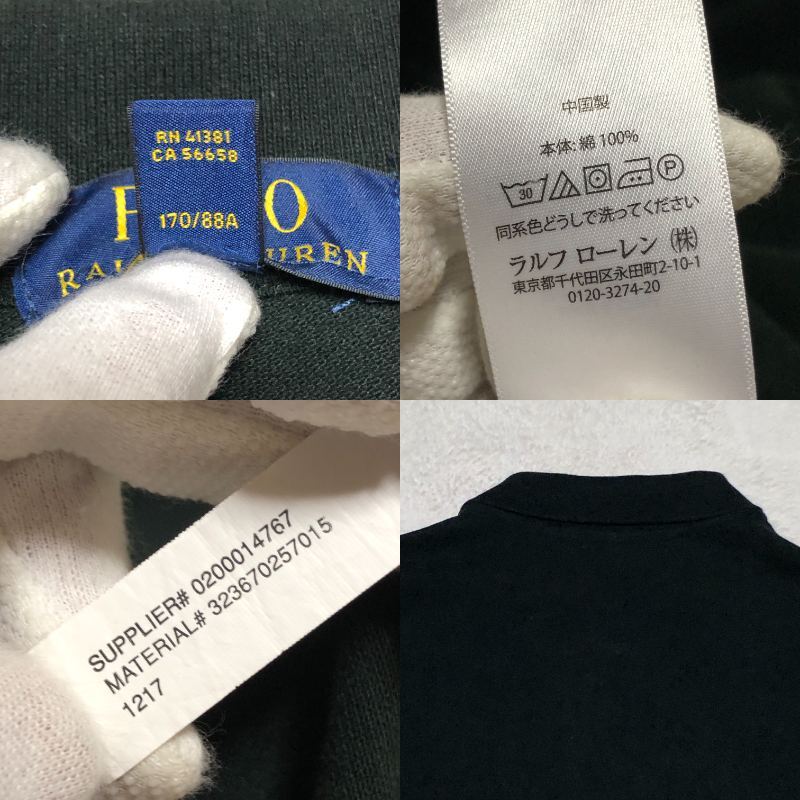 RN 41381
CA 56658
170/88A
中国製
本体: 綿 100%
30
P
同系色どうしで洗ってください
ラルフ ローレン (株)
東京都千代田区永田町2-10-1
0120-3274-20
SUPPLIER# 0200014767
MATERIAL# 323670257015
1217